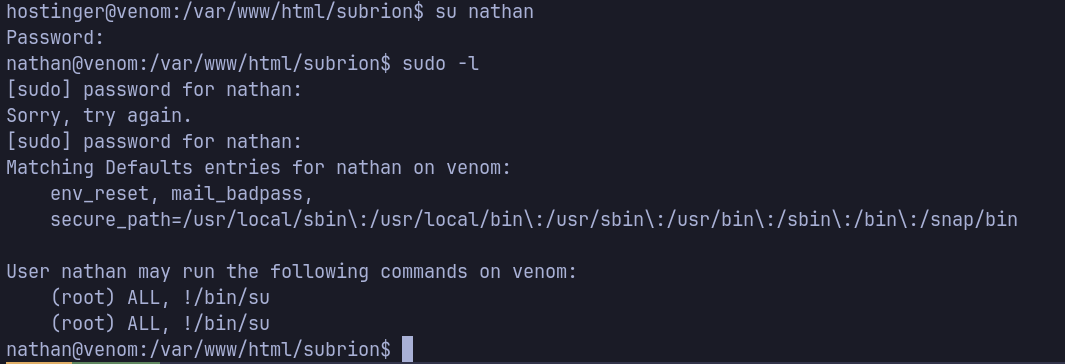 hostinger@venom:/var/www/html/subrion$ su nathan
Password:
nathan@venom:/var/www/html/subrion$ sudo -l
[sudo] password for nathan:
Sorry, try again.
[sudo] password for nathan:
Matching Defaults entries for nathan on venom:
    env_reset, mail_badpass,
    secure_path=/usr/local/sbin\:/usr/local/bin\:/usr/sbin\:/usr/bin\:/sbin\:/bin\:/snap/bin

User nathan may run the following commands on venom:
    (root) ALL, !/bin/su
    (root) ALL, !/bin/su
nathan@venom:/var/www/html/subrion$